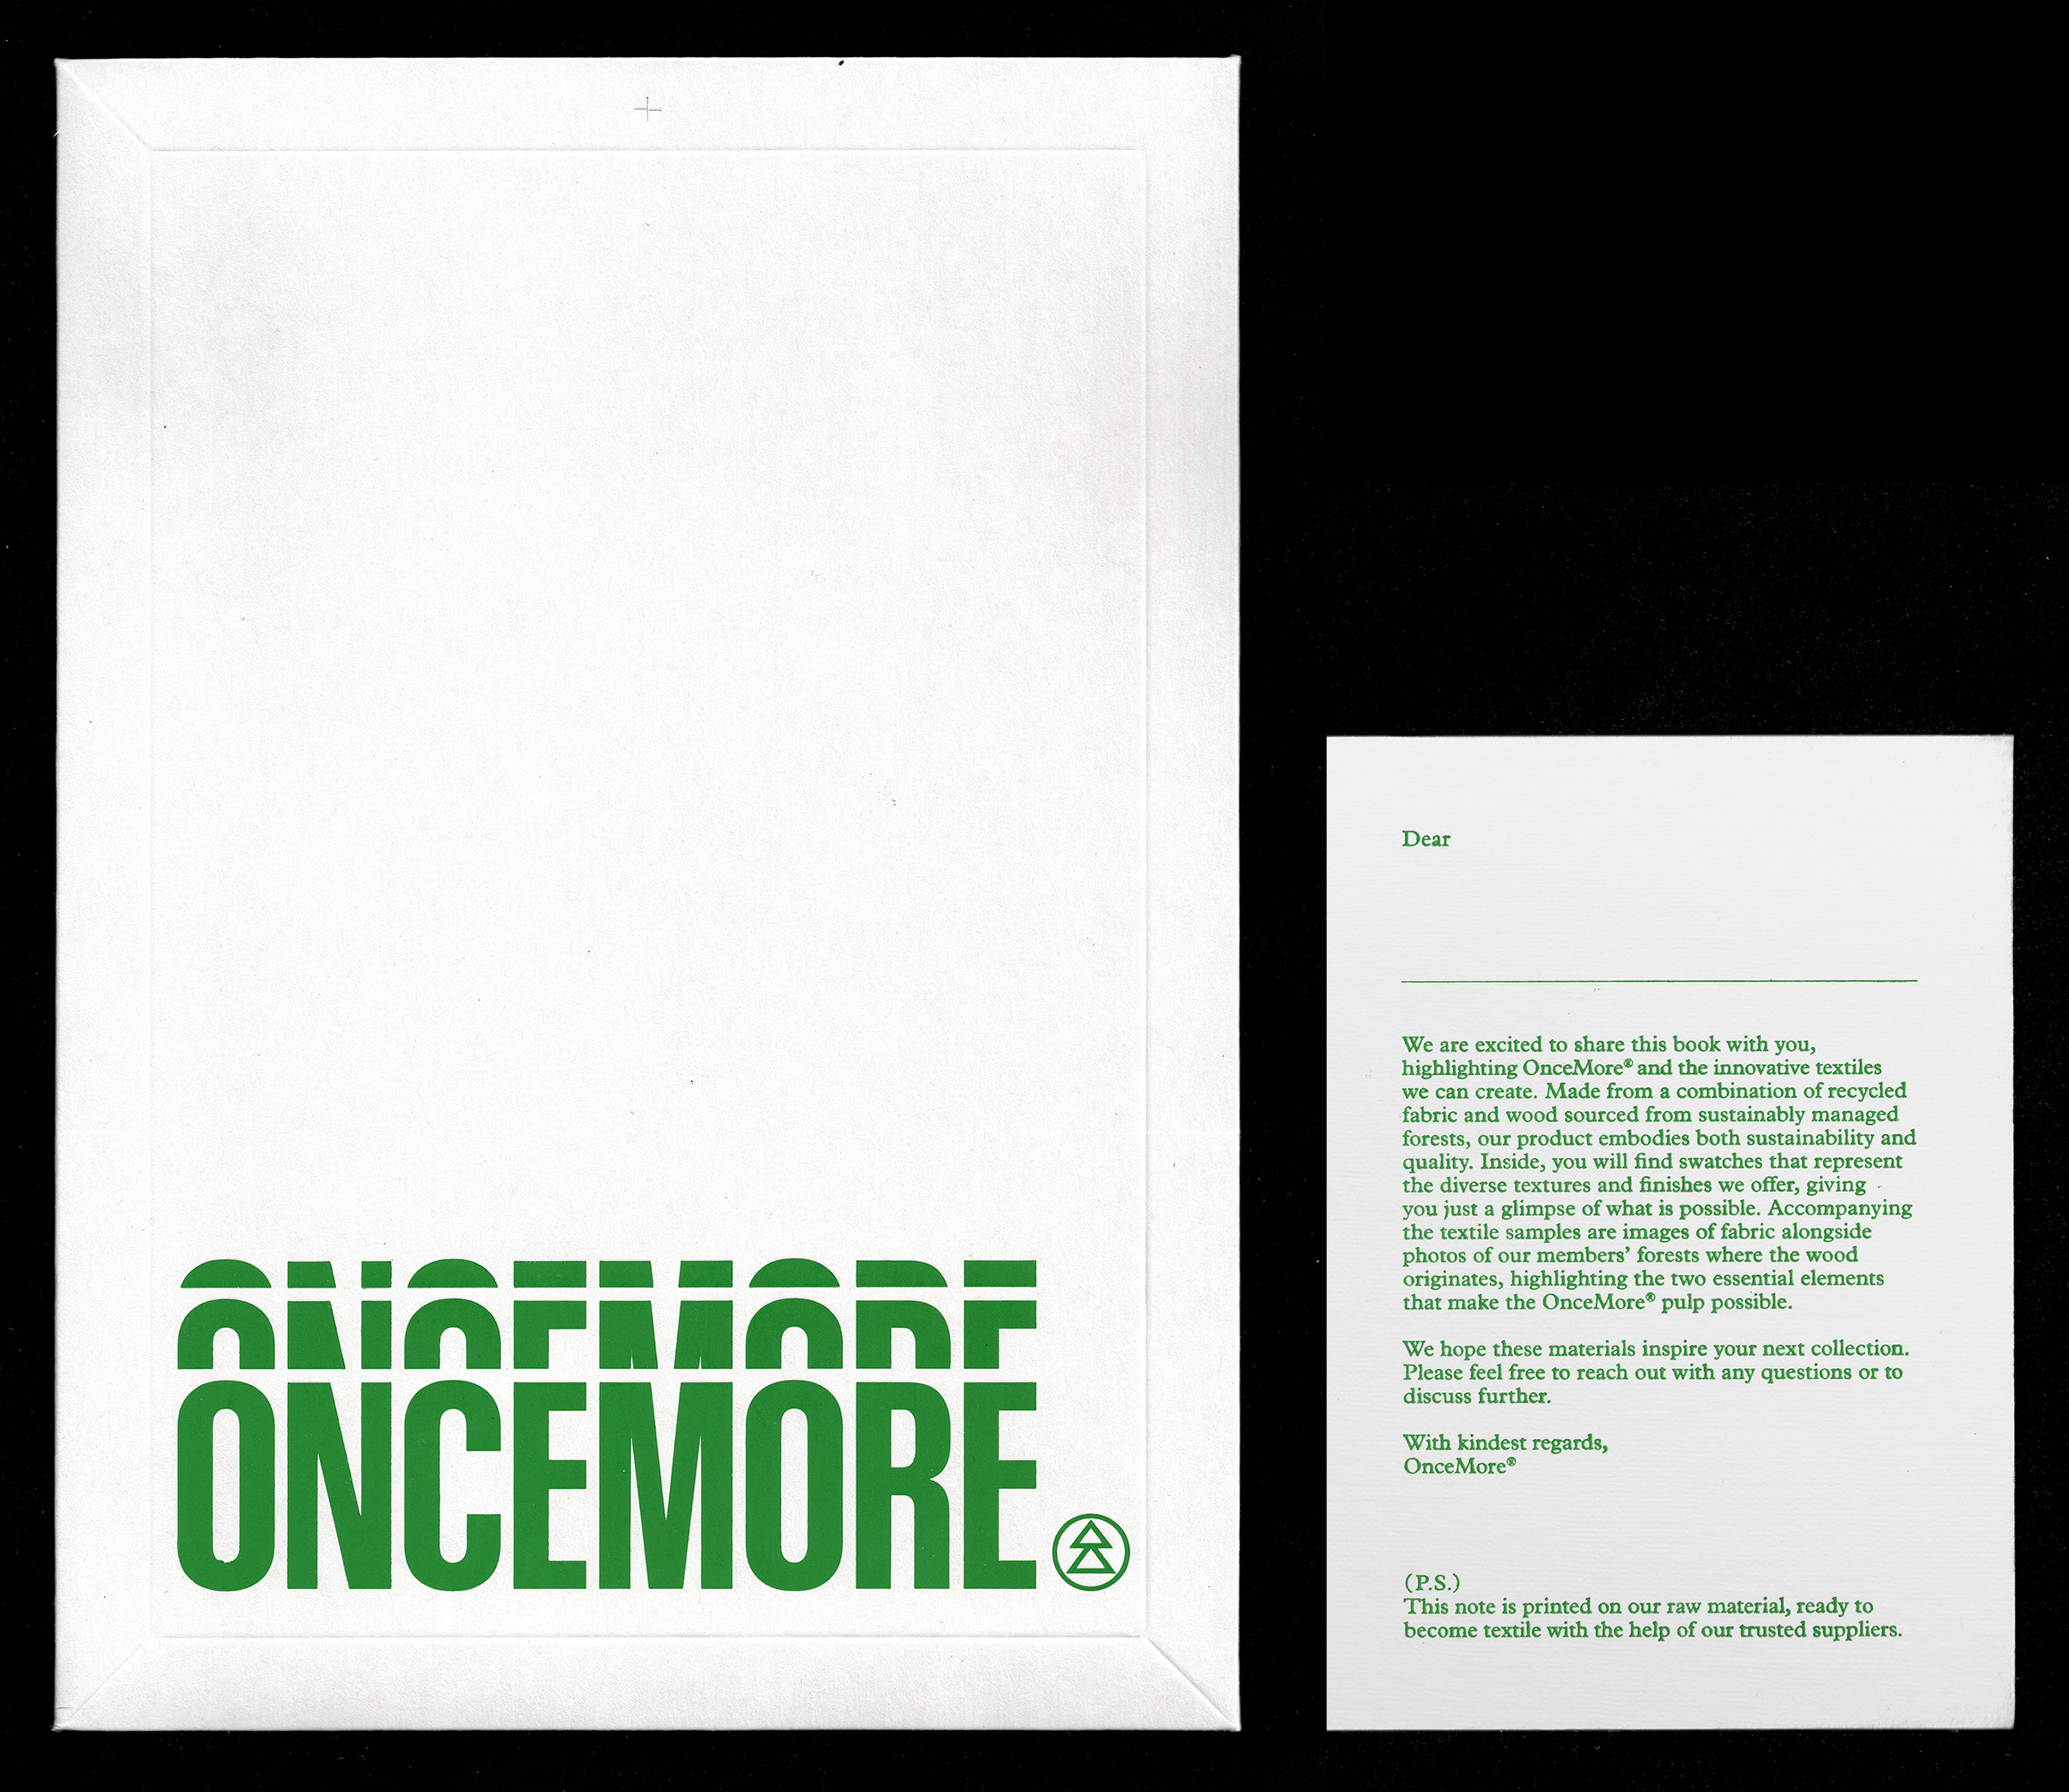 ONCEMORE
ONCEMORE
ONCEMORE
Dear
We are excited to share this book with you,
highlighting OnceMore® and the innovative textiles
we can create. Made from a combination of recycled
fabric and wood sourced from sustainably managed
forests, our product embodies both sustainability and
quality. Inside, you will find swatches that represent
the diverse textures and finishes we offer, giving
you just a glimpse of what is possible. Accompanying
the textile samples are images of fabric alongside
photos of our members’ forests where the wood
originates, highlighting the two essential elements
that make the OnceMore® pulp possible.
We hope these materials inspire your next collection.
Please feel free to reach out with any questions or to
discuss further.
With kindest regards,
OnceMore®
(P.S.)
This note is printed on our raw material, ready to
become textile with the help of our trusted suppliers.